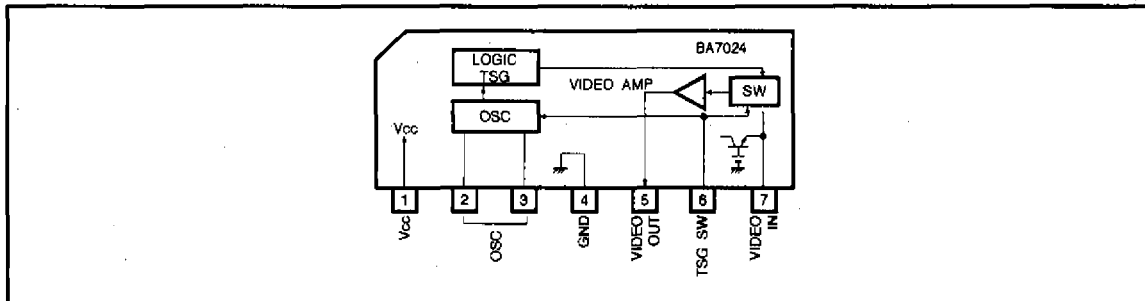 BA7024
LOGIC
TSG
VIDEO AMP
SW
OSC
Vcc
1
2
3
4
5
6
7
Vcc
OSC
GND
VIDEO
OUT
TSG SW
VIDEO
IN